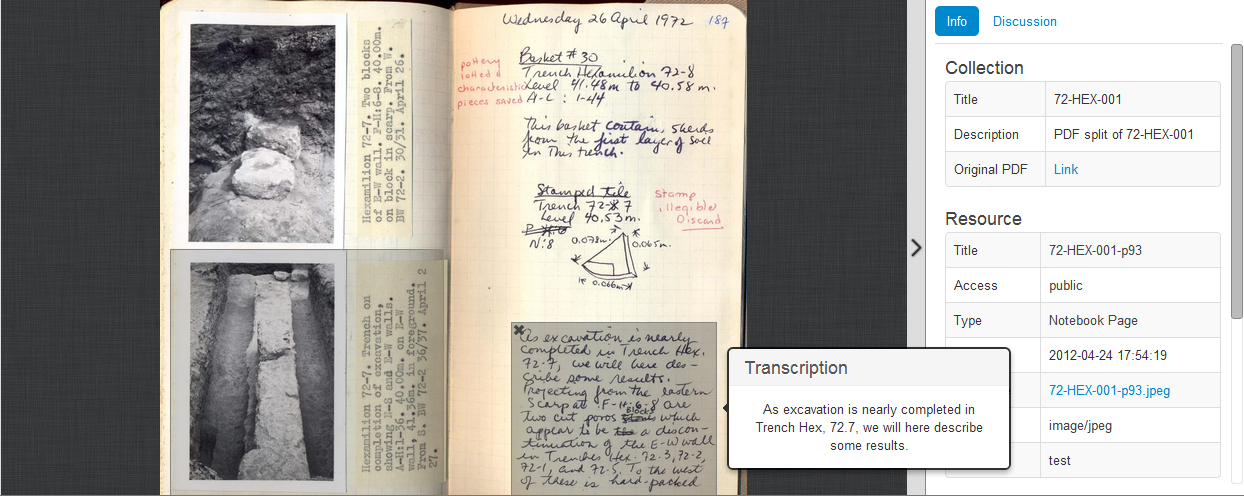 Hexamilion 72-7. Two blocks
of E-W wall. F-H:6-8. 40.00m.
on block in scarp. From W.
BW 72-2. 30/31. April 26.
Hexamilion 72-7. Trench on
completion of excavation,
showing E-S and E-W walls.
A-H:1-36. 40.00m. on E-W
wall, 41.36m. in foreground.
From S. BW 72-2 36/37. April 2
27.
Wednesday 26 April 1972
187
pottery
lotted &
characteristic
pieces saved
Basket # 30
Trench Hexamilion 72-8
Level 41.48m to 40.58m.
A-L : 1-44
This basket contains sherds
from the first layer of soil
in this trench.
Stamped tile
Trench 72-8 7
Level 40.53m.
N:8
Stamp
illegible
Discard
0.078m.
0.065m.
0.066m
As excavation is nearly
completed in Trench Hex.
72-7, we will here des-
cribe some results.
Projecting from the eastern
Scarp at F-H:6-8 are
two cut poros Blocks which
appear to be a discon-
tinuation of the E-W wall
in Trenches Hex. 72-3, 72-2,
72-1, and 72-5. To the west
of these is hard-packed
Transcription
As excavation is nearly completed in
Trench Hex, 72.7, we will here describe
some results.
Info
Discussion
Collection
Title 72-HEX-001
Description PDF split of 72-HEX-001
Original PDF Link
Resource
Title 72-HEX-001-p93
Access public
Type Notebook Page
2012-04-24 17:54:19
72-HEX-001-p93.jpeg
image/jpeg
test